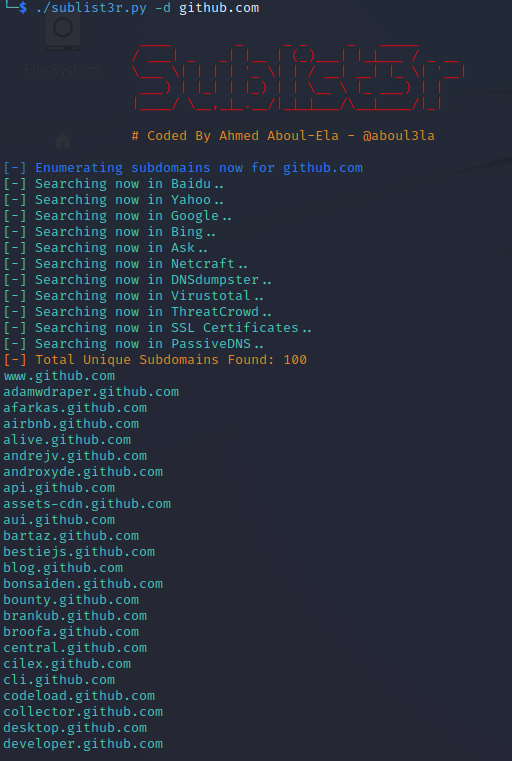 └─$ ./sublist3r.py -d github.com
File System
Sublist3r
# Coded By Ahmed Aboul-Ela - @aboul3la
[-] Enumerating subdomains now for github.com
[-] Searching now in Baidu..
[-] Searching now in Yahoo..
[-] Searching now in Google..
[-] Searching now in Bing..
[-] Searching now in Ask..
[-] Searching now in Netcraft..
[-] Searching now in DNSdumpster..
[-] Searching now in Virustotal..
[-] Searching now in ThreatCrowd..
[-] Searching now in SSL Certificates..
[-] Searching now in PassiveDNS..
[-] Total Unique Subdomains Found: 100
www.github.com
adamwdraper.github.com
afarkas.github.com
airbnb.github.com
alive.github.com
andrejv.github.com
androxyde.github.com
api.github.com
assets-cdn.github.com
aui.github.com
bartaz.github.com
bestiejs.github.com
blog.github.com
bonsaiden.github.com
bounty.github.com
brankub.github.com
broofa.github.com
central.github.com
cilex.github.com
cli.github.com
codeload.github.com
collector.github.com
desktop.github.com
developer.github.com